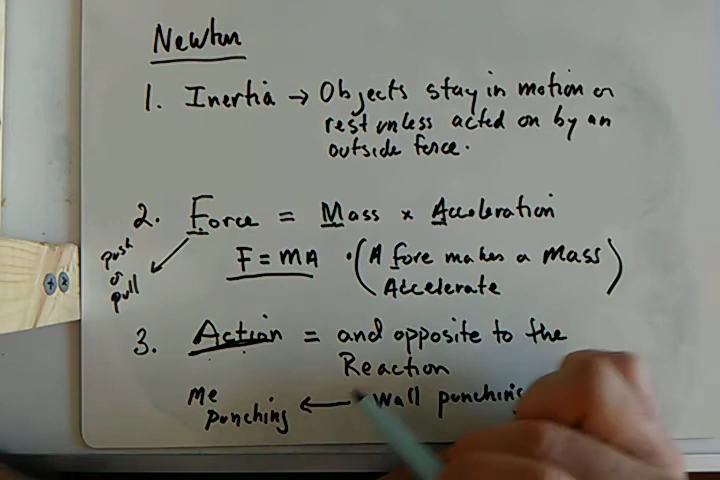 Newton
1. Inertia → Objects stay in motion or
rest unless acted on by an
outside force.
2. Force = Mass × Acceleration
push
or
pull
F = MA • (A force makes a Mass
Accelerate)
3. Action = and opposite to the
Reaction
Me
punching ← wall punching